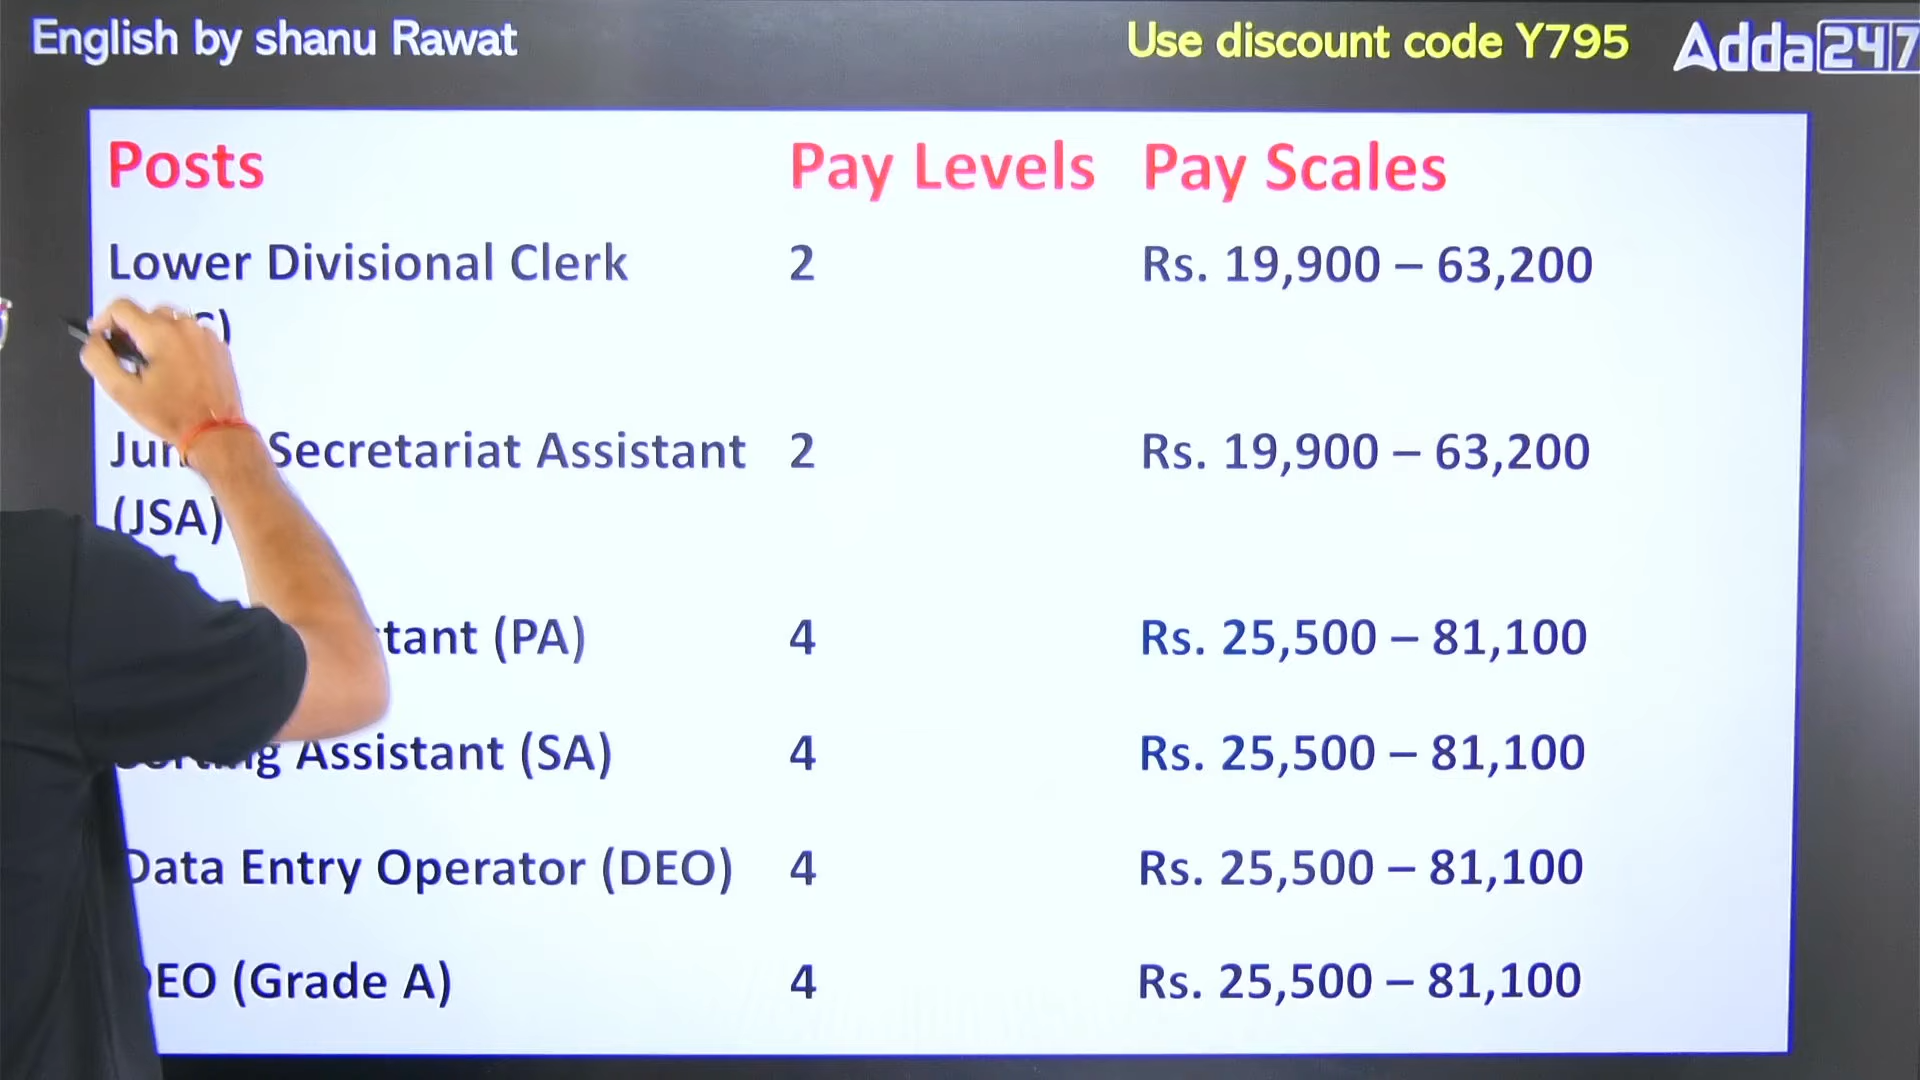 English by shanu Rawat
Use discount code Y795
Adda247
Posts Pay Levels Pay Scales
Lower Divisional Clerk 2 Rs. 19,900 – 63,200
Secretariat Assistant 2 Rs. 19,900 – 63,200
(JSA)
(PA) 4 Rs. 25,500 – 81,100
Assistant (SA) 4 Rs. 25,500 – 81,100
Data Entry Operator (DEO) 4 Rs. 25,500 – 81,100
DEO (Grade A) 4 Rs. 25,500 – 81,100